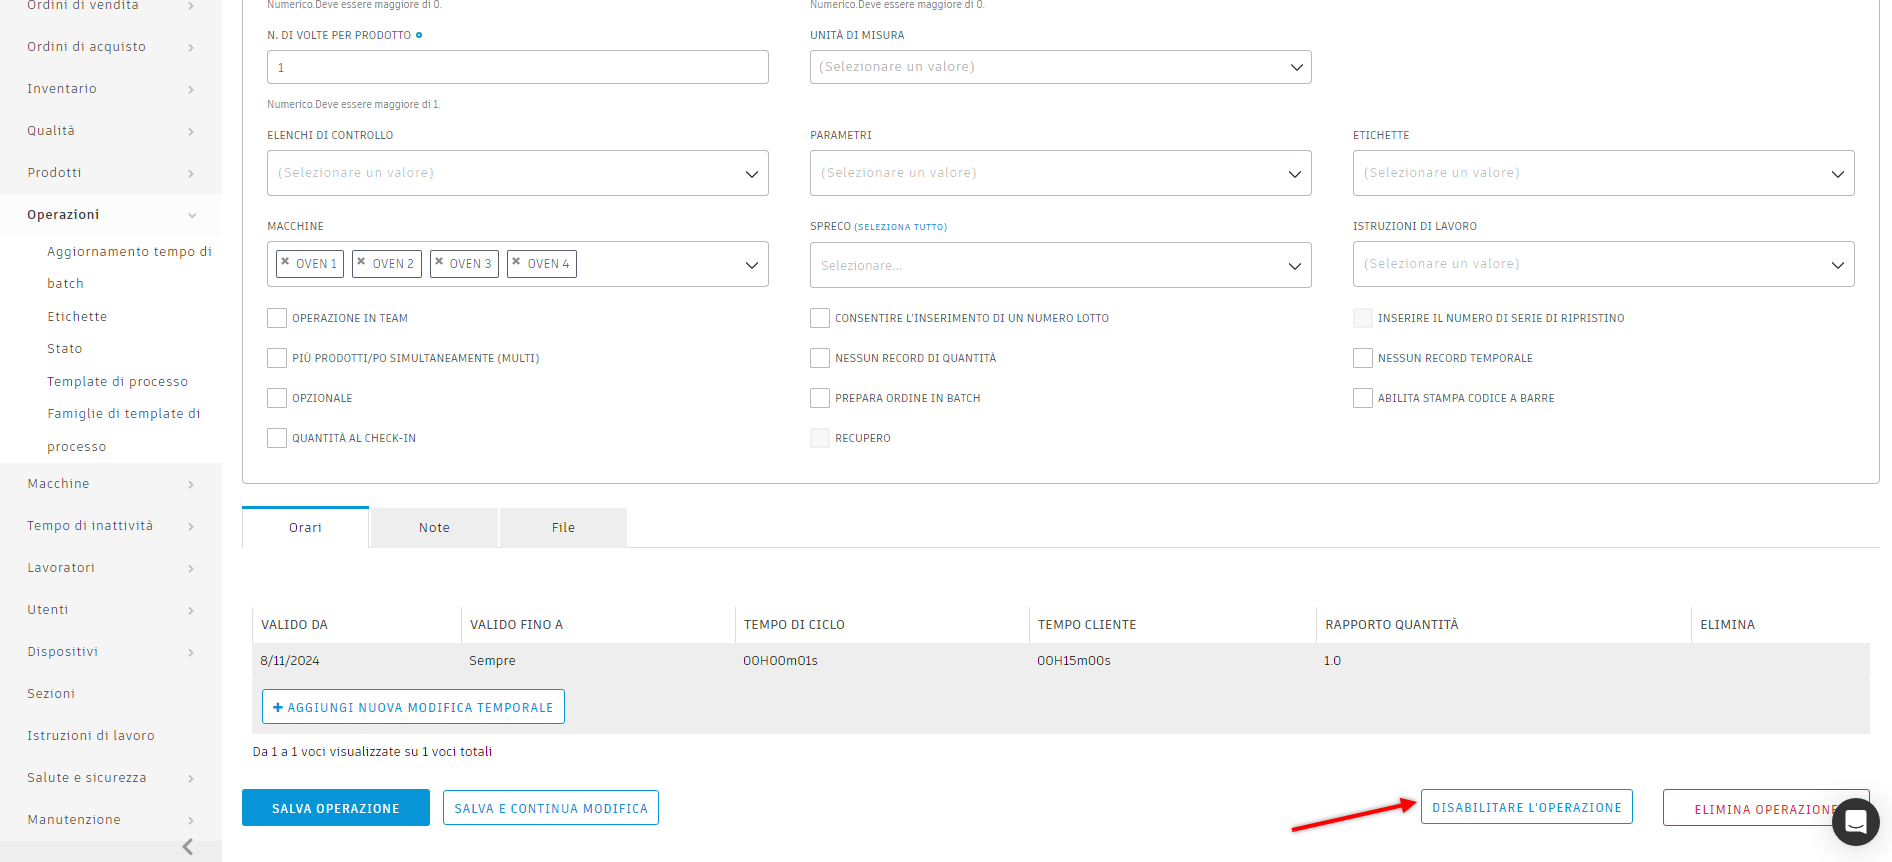 Ordini di vendita
Ordini di acquisto
Inventario
Qualità
Prodotti
Operazioni
Aggiornamento tempo di
batch
Etichette
Stato
Template di processo
Famiglie di template di
processo
Macchine
Tempo di inattività
Lavoratori
Utenti
Dispositivi
Sezioni
Istruzioni di lavoro
Salute e sicurezza
Manutenzione
Numerico.Deve essere maggiore di 0.
Numerico.Deve essere maggiore di 0.
N. DI VOLTE PER PRODOTTO
UNITÀ DI MISURA
1
(Selezionare un valore)
Numerico.Deve essere maggiore di 1.
ELENCHI DI CONTROLLO
PARAMETRI
ETICHETTE
(Selezionare un valore)
(Selezionare un valore)
(Selezionare un valore)
MACCHINE
SPRECO (SELEZIONA TUTTO)
ISTRUZIONI DI LAVORO
× OVEN 1 × OVEN 2 × OVEN 3 × OVEN 4
Selezionare...
(Selezionare un valore)
OPERAZIONE IN TEAM
CONSENTIRE L'INSERIMENTO DI UN NUMERO LOTTO
INSERIRE IL NUMERO DI SERIE DI RIPRISTINO
PIÙ PRODOTTI/PO SIMULTANEAMENTE (MULTI)
NESSUN RECORD DI QUANTITÀ
NESSUN RECORD TEMPORALE
OPZIONALE
PREPARA ORDINE IN BATCH
ABILITA STAMPA CODICE A BARRE
QUANTITÀ AL CHECK-IN
RECUPERO
Orari
Note
File
VALIDO DA
VALIDO FINO A
TEMPO DI CICLO
TEMPO CLIENTE
RAPPORTO QUANTITÀ
ELIMINA
8/11/2024
Sempre
00H00m01s
00H15m00s
1.0
+ AGGIUNGI NUOVA MODIFICA TEMPORALE
Da 1 a 1 voci visualizzate su 1 voci totali
SALVA OPERAZIONE
SALVA E CONTINUA MODIFICA
DISABILITARE L'OPERAZIONE
ELIMINA OPERAZIONE